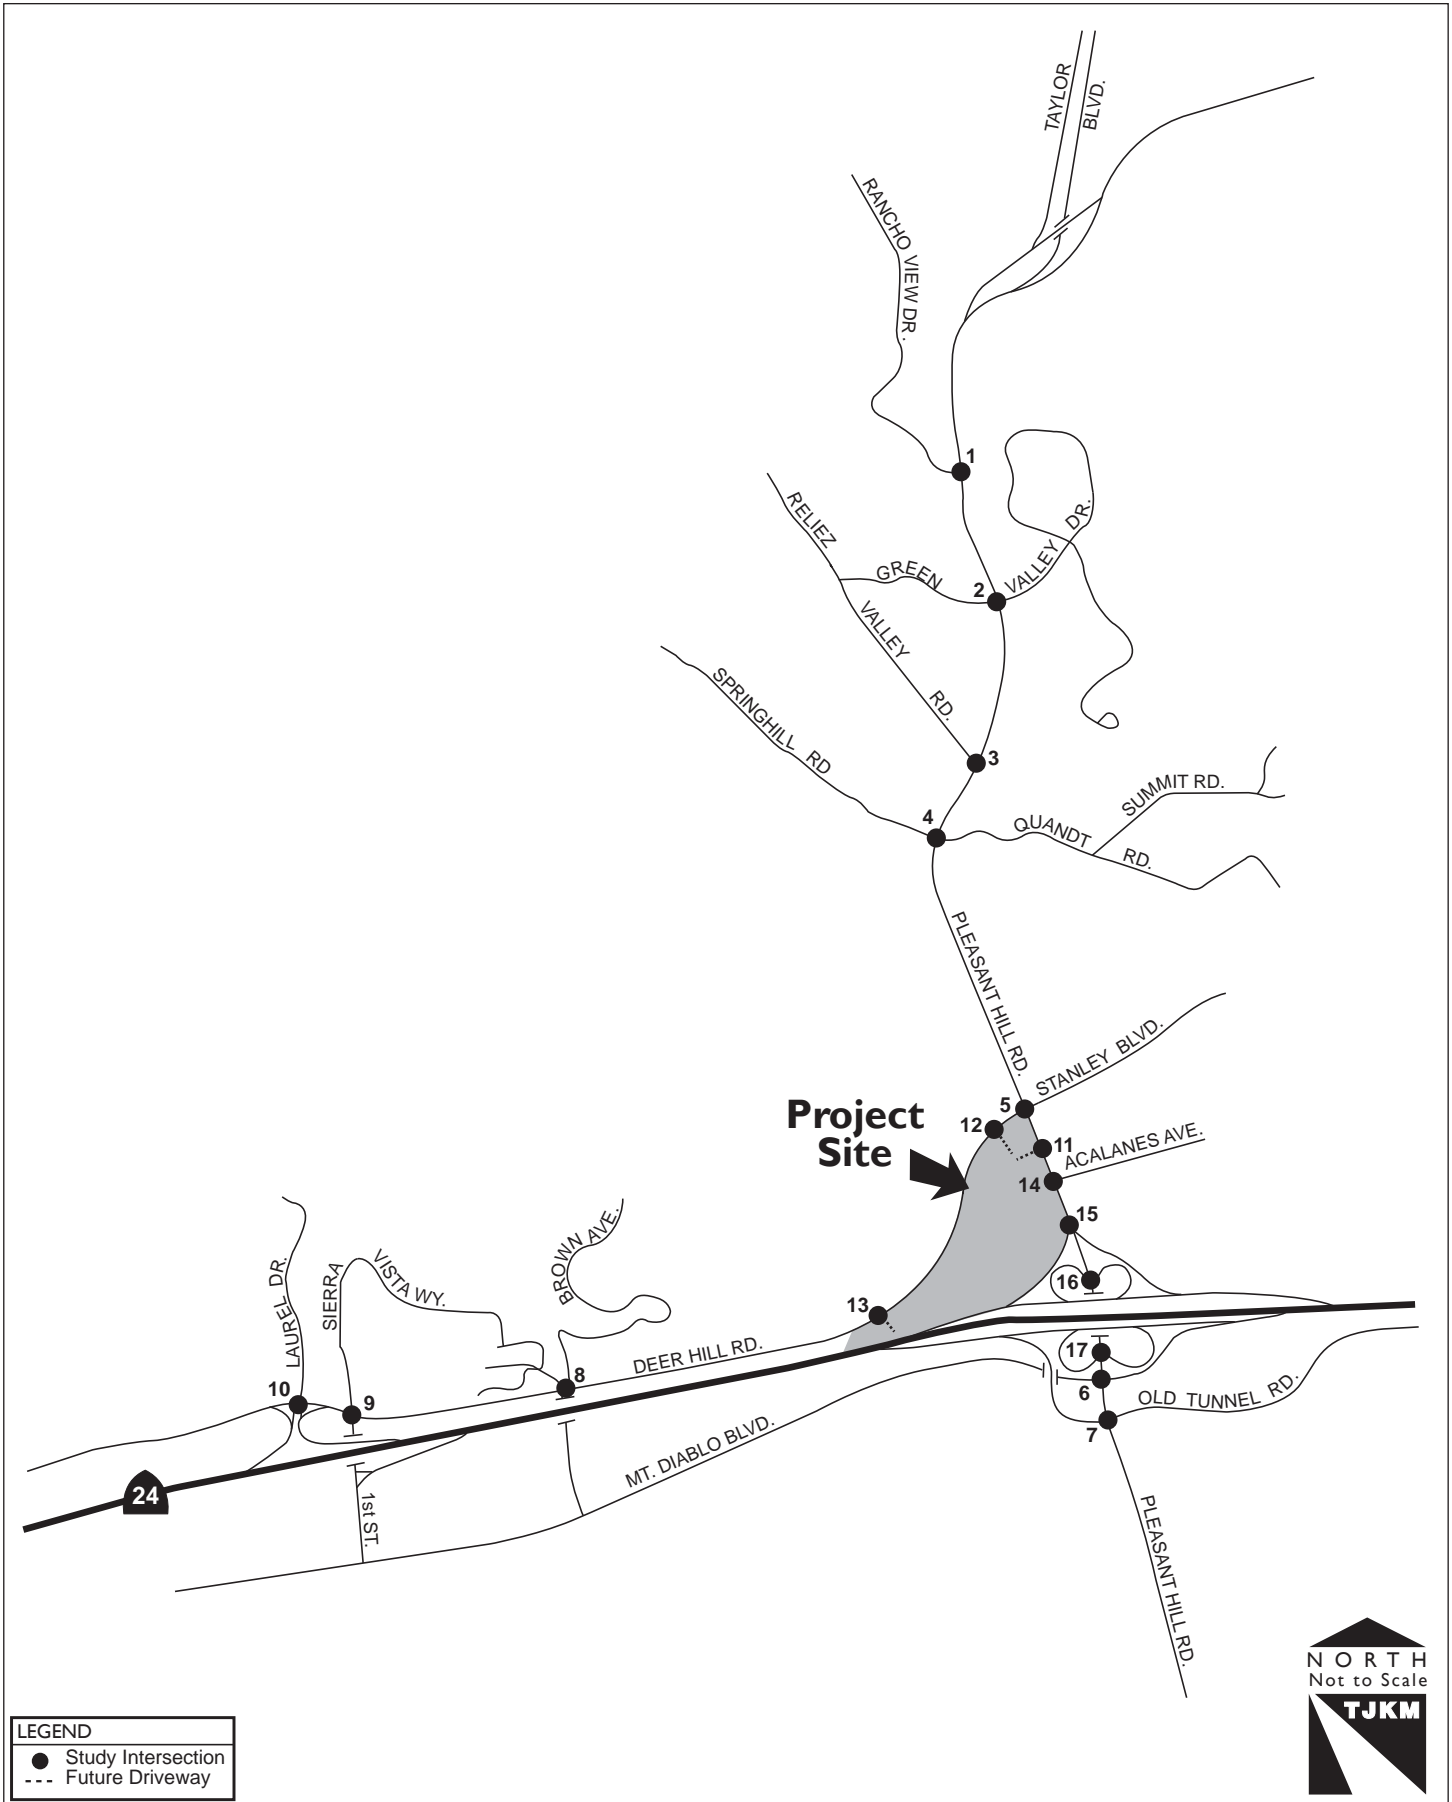 TAYLOR
BLVD.
RANCHO VIEW DR.
1
RELIEZ
VALLEY
RD.
GREEN
VALLEY DR.
2
SPRINGHILL RD
3
4
QUANDT
RD.
SUMMIT RD.
PLEASANT HILL RD.
STANLEY BLVD.
5
Project
Site
12
11
ACALANES AVE.
14
15
16
13
LAUREL DR.
SIERRA
VISTA WY.
BROWN AVE.
DEER HILL RD.
10
9
8
17
6
7
OLD TUNNEL RD.
MT. DIABLO BLVD.
24
1st ST.
PLEASANT HILL RD.
NORTH
Not to Scale
TJKM
LEGEND
Study Intersection
Future Driveway